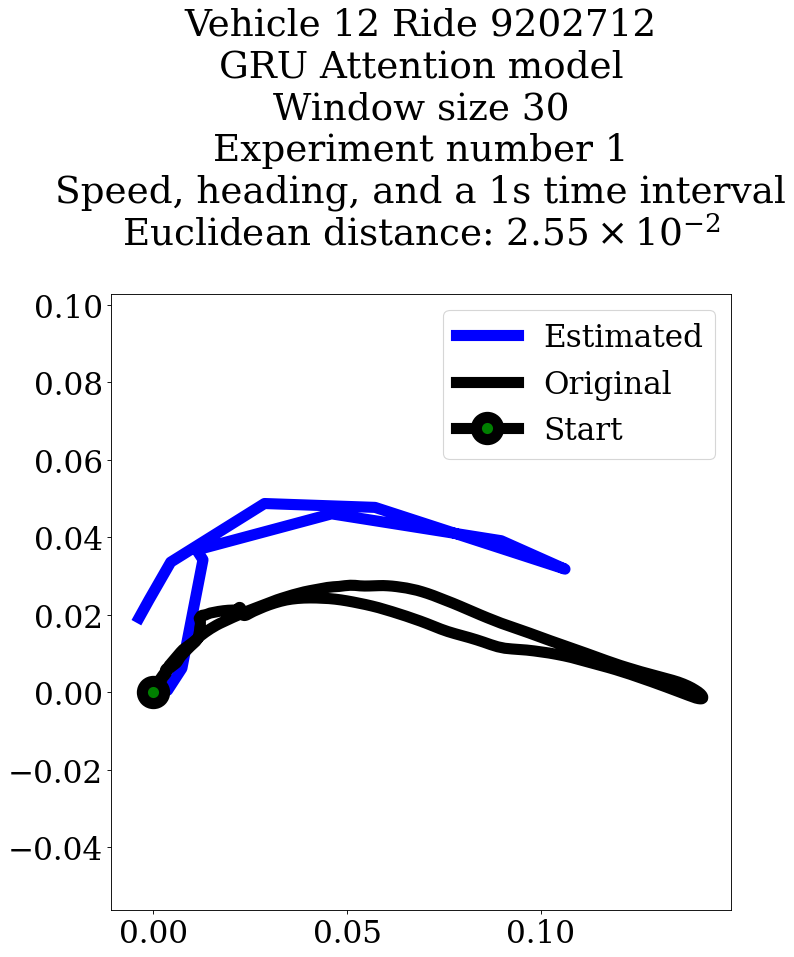 Vehicle 12 Ride 9202712
GRU Attention model
Window size 30
Experiment number 1
Speed, heading, and a 1s time interval
Euclidean distance: 2.55 × 10⁻²
0.10
0.08
0.06
0.04
0.02
0.00
−0.02
−0.04
Estimated
Original
Start
0.00 0.05 0.10